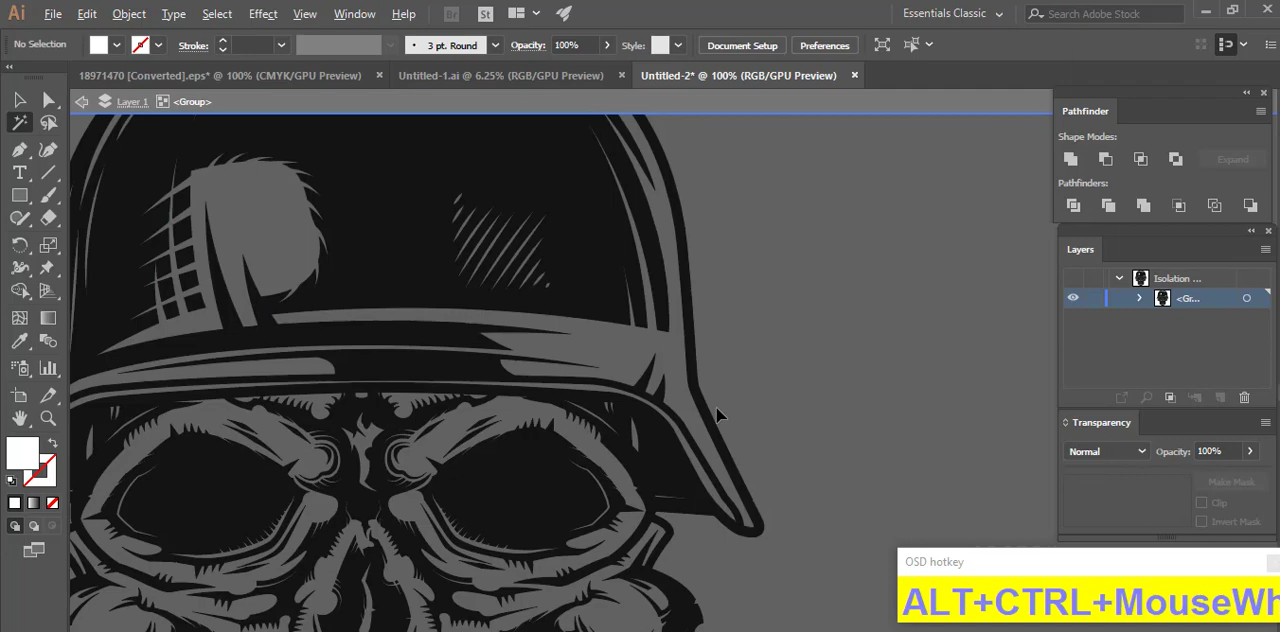 Ai File Edit Object Type Select Effect View Window Help Br St Essentials Classic Search Adobe Stock
No Selection Stroke: 3 pt. Round Opacity: 100% Style: Document Setup Preferences
18971470 [Converted].eps* @ 100% (CMYK/GPU Preview) Untitled-1.ai @ 6.25% (RGB/GPU Preview) Untitled-2* @ 100% (RGB/GPU Preview)
Layer 1 <Group>
Pathfinder
Shape Modes:
Expand
Pathfinders:
Layers
Isolation ...
<Gr...
Transparency
Normal Opacity: 100%
Make Mask
Clip
Invert Mask
OSD hotkey
ALT+CTRL+MouseWh